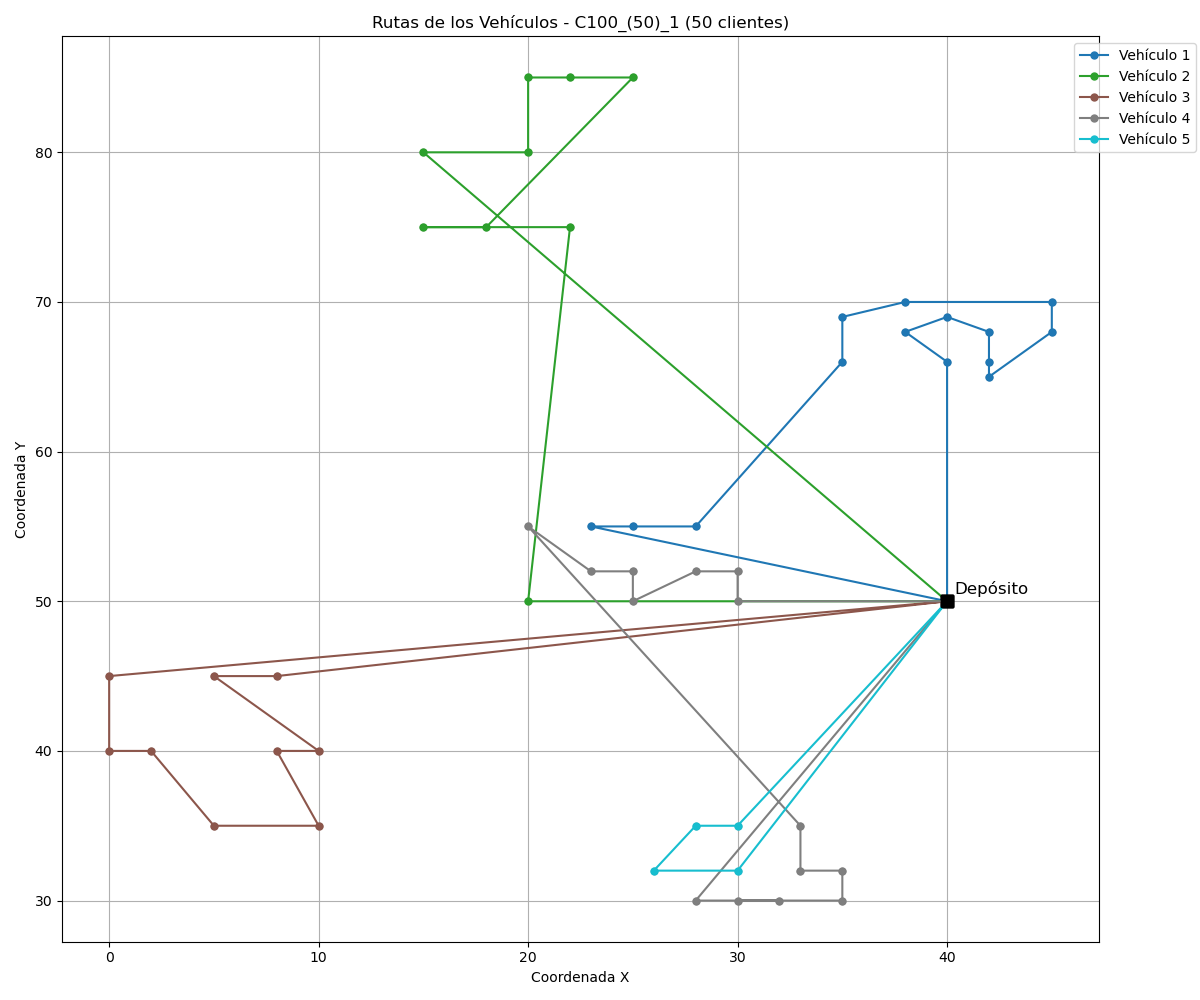 Rutas de los Vehículos - C100_(50)_1 (50 clientes)
Vehículo 1
Vehículo 2
Vehículo 3
Vehículo 4
Vehículo 5
80
70
60
50
40
30
Coordenada Y
Depósito
0
10
20
30
40
Coordenada X